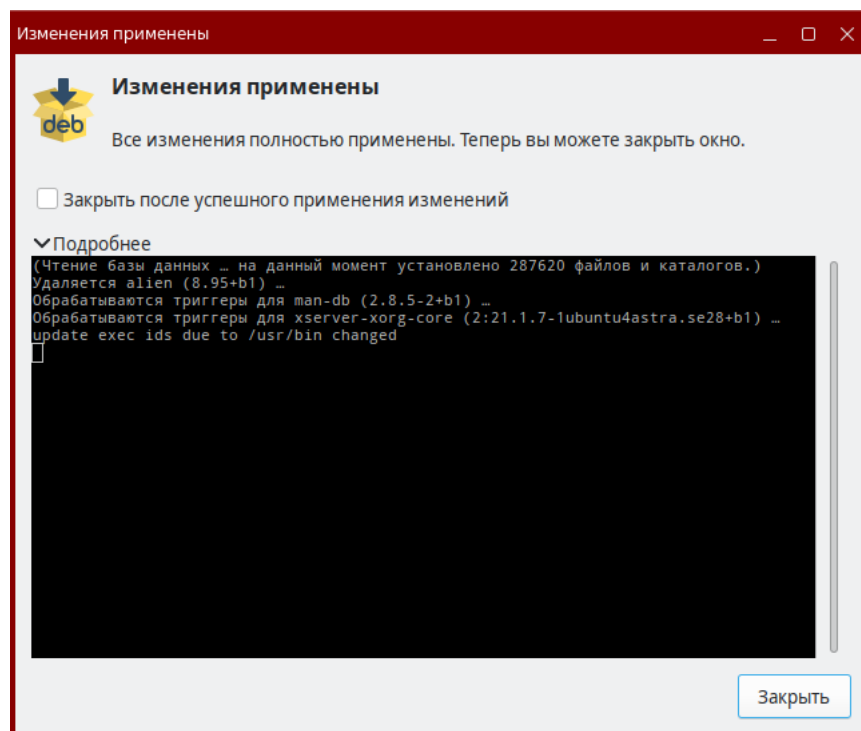 Изменения применены
Изменения применены
deb
Все изменения полностью применены. Теперь вы можете закрыть окно.
Закрыть после успешного применения изменений
Подробнее
(Чтение базы данных … на данный момент установлено 287620 файлов и каталогов.)
Удаляется alien (8.95+b1) …
Обрабатываются триггеры для man-db (2.8.5-2+b1) …
Обрабатываются триггеры для xserver-xorg-core (2:21.1.7-1ubuntu4astra.se28+b1) …
update exec ids due to /usr/bin changed
Закрыть